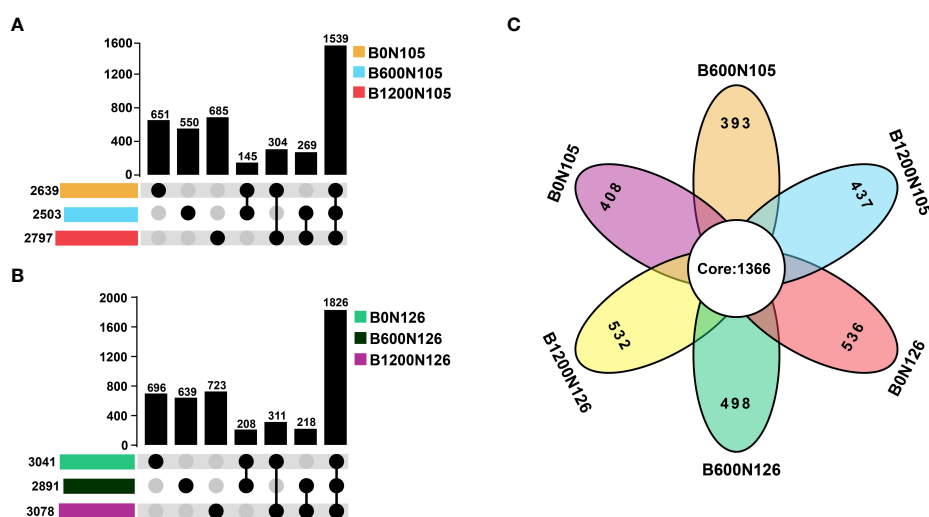 A
1600
1200
800
400
0
651
550
685
145
304
269
1539
B0N105
B600N105
B1200N105
2639
2503
2797
B
2000
1600
1200
800
400
0
696
639
723
208
311
218
1826
B0N126
B600N126
B1200N126
3041
2891
3078
C
B600N105
393
B1200N105
437
B0N105
408
Core:1366
B1200N126
532
B0N126
536
498
B600N126